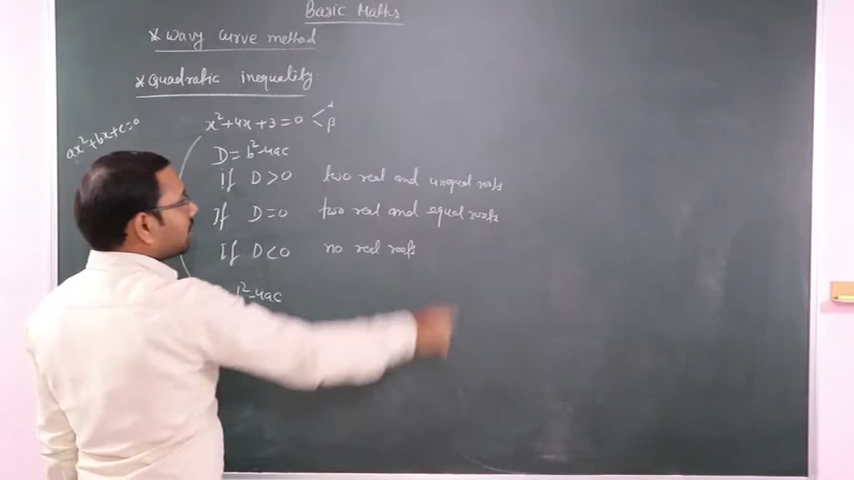 Basic Maths
* Wavy curve method
* Quadratic inequality
ax²+bx+c=0
x²+4x+3=0 < α β
D=b²-4ac
if D>0 two real and unequal roots
If D=0 two real and equal roots
If D<0 no real roots
b²-4ac